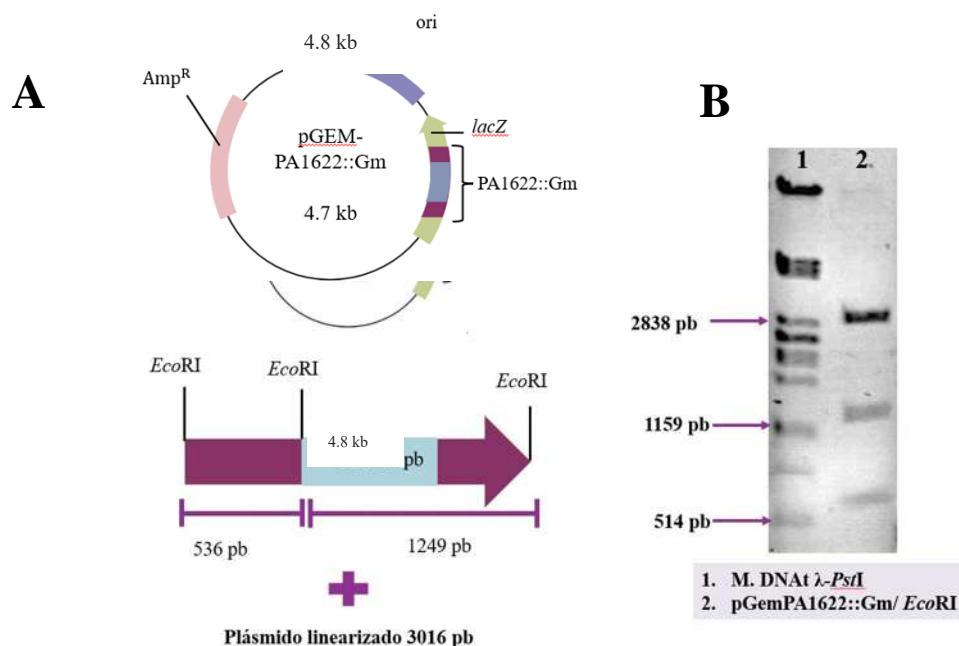 A
4.8 kb
ori
Amp^R
lacZ
pGEM-
PA1622::Gm
PA1622::Gm
4.7 kb
EcoRI
EcoRI
EcoRI
4.8 kb
pb
536 pb
1249 pb
Plásmido linearizado 3016 pb
B
1 2
2838 pb
1159 pb
514 pb
1. M. DNAt λ-PstI
2. pGemPA1622::Gm/ EcoRI